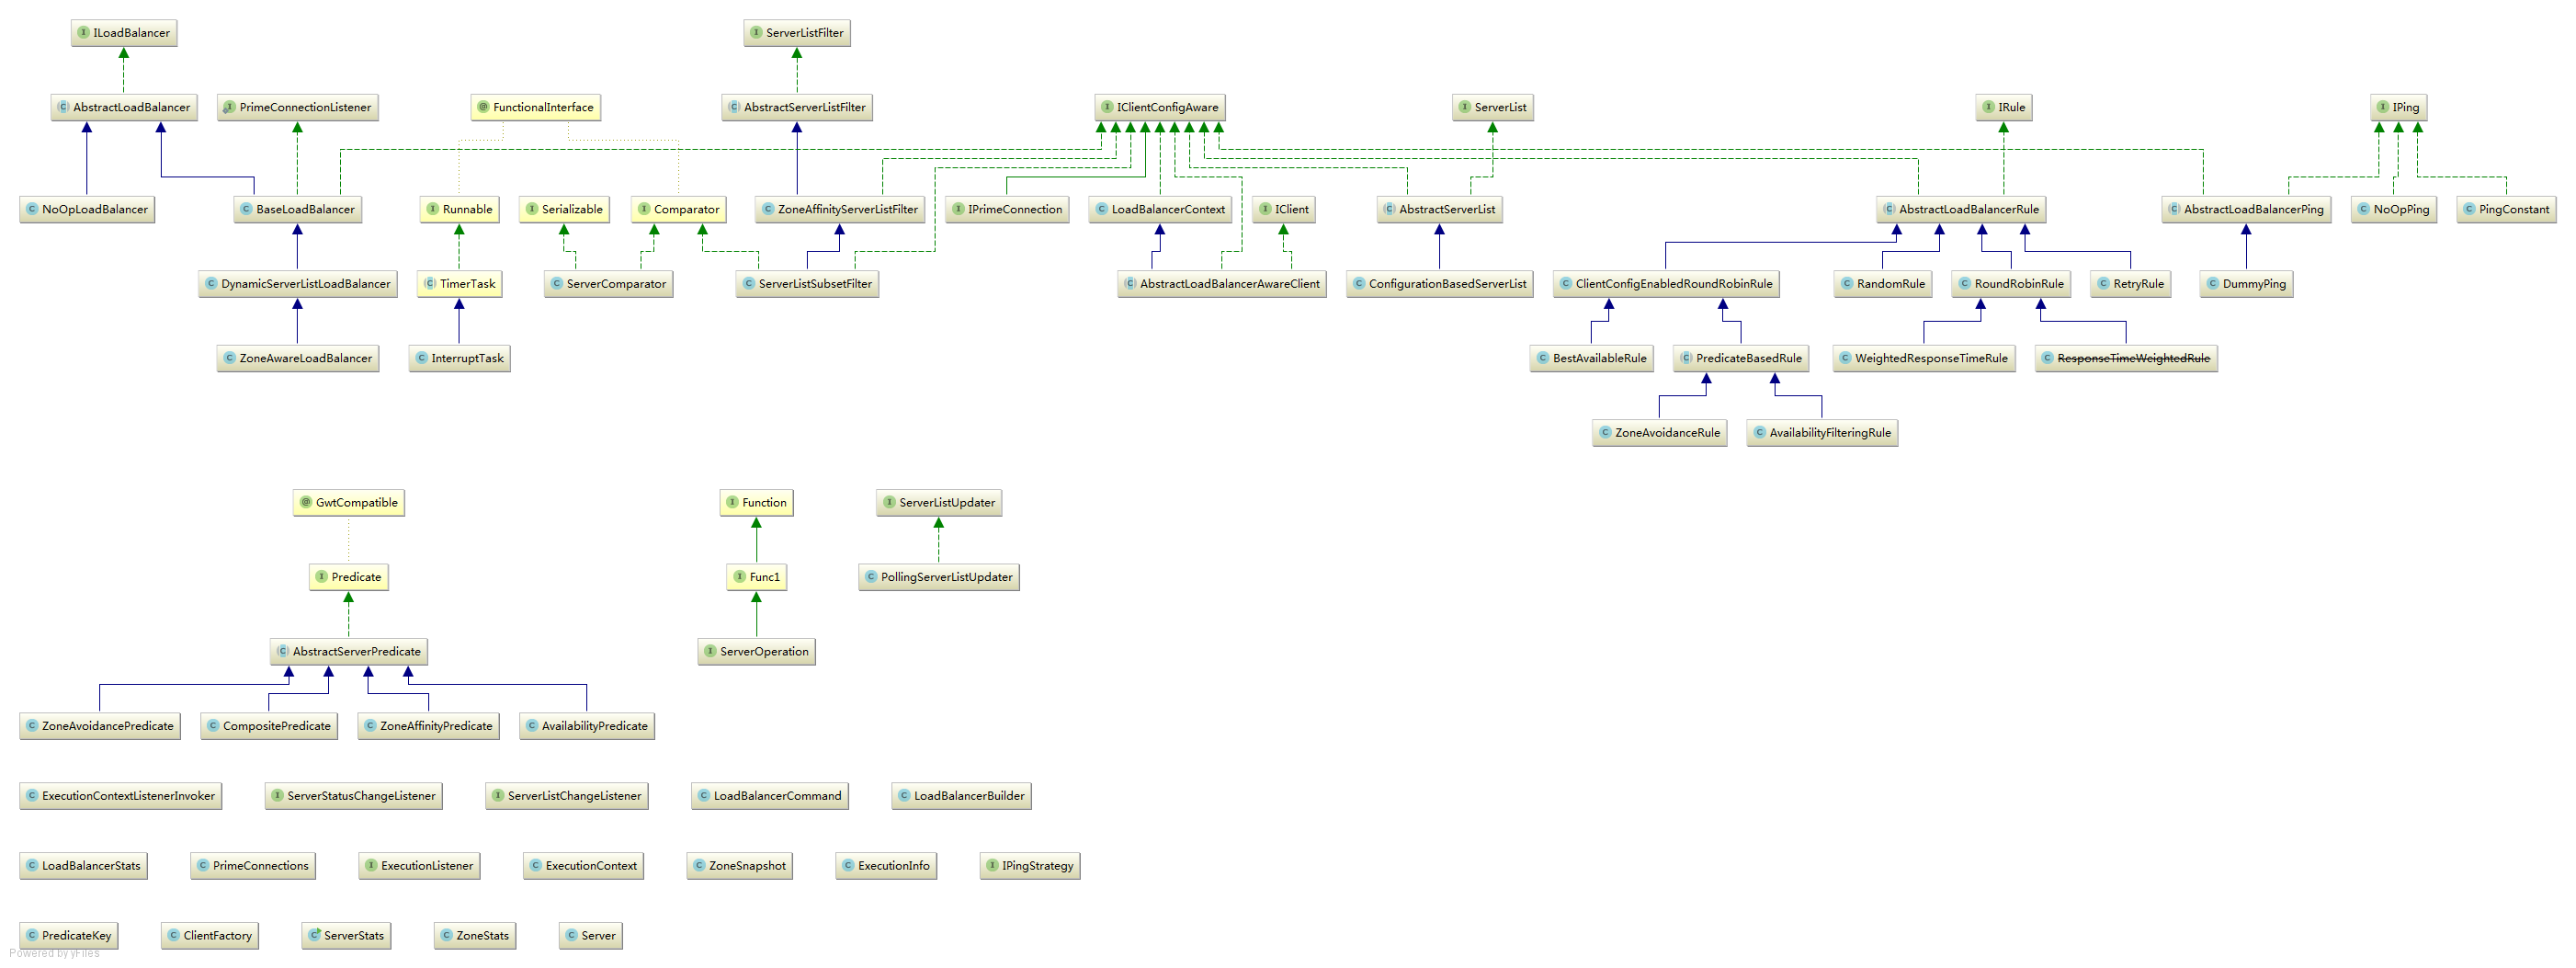 ILoadBalancer
ServerListFilter
AbstractLoadBalancer
PrimeConnectionListener
FunctionalInterface
AbstractServerListFilter
IClientConfigAware
ServerList
IRule
IPing
NoOpLoadBalancer
BaseLoadBalancer
Runnable
Serializable
Comparator
ZoneAffinityServerListFilter
IPrimeConnection
LoadBalancerContext
IClient
AbstractServerList
AbstractLoadBalancerRule
AbstractLoadBalancerPing
NoOpPing
PingConstant
DynamicServerListLoadBalancer
TimerTask
ServerComparator
ServerListSubsetFilter
AbstractLoadBalancerAwareClient
ConfigurationBasedServerList
ClientConfigEnabledRoundRobinRule
RandomRule
RoundRobinRule
RetryRule
DummyPing
ZoneAwareLoadBalancer
InterruptTask
BestAvailableRule
PredicateBasedRule
WeightedResponseTimeRule
ResponseTimeWeightedRule
ZoneAvoidanceRule
AvailabilityFilteringRule
GwtCompatible
Function
ServerListUpdater
Predicate
Func1
PollingServerListUpdater
AbstractServerPredicate
ServerOperation
ZoneAvoidancePredicate
CompositePredicate
ZoneAffinityPredicate
AvailabilityPredicate
ExecutionContextListenerInvoker
ServerStatusChangeListener
ServerListChangeListener
LoadBalancerCommand
LoadBalancerBuilder
LoadBalancerStats
PrimeConnections
ExecutionListener
ExecutionContext
ZoneSnapshot
ExecutionInfo
IPingStrategy
PredicateKey
ClientFactory
ServerStats
ZoneStats
Server
Powered by yFiles